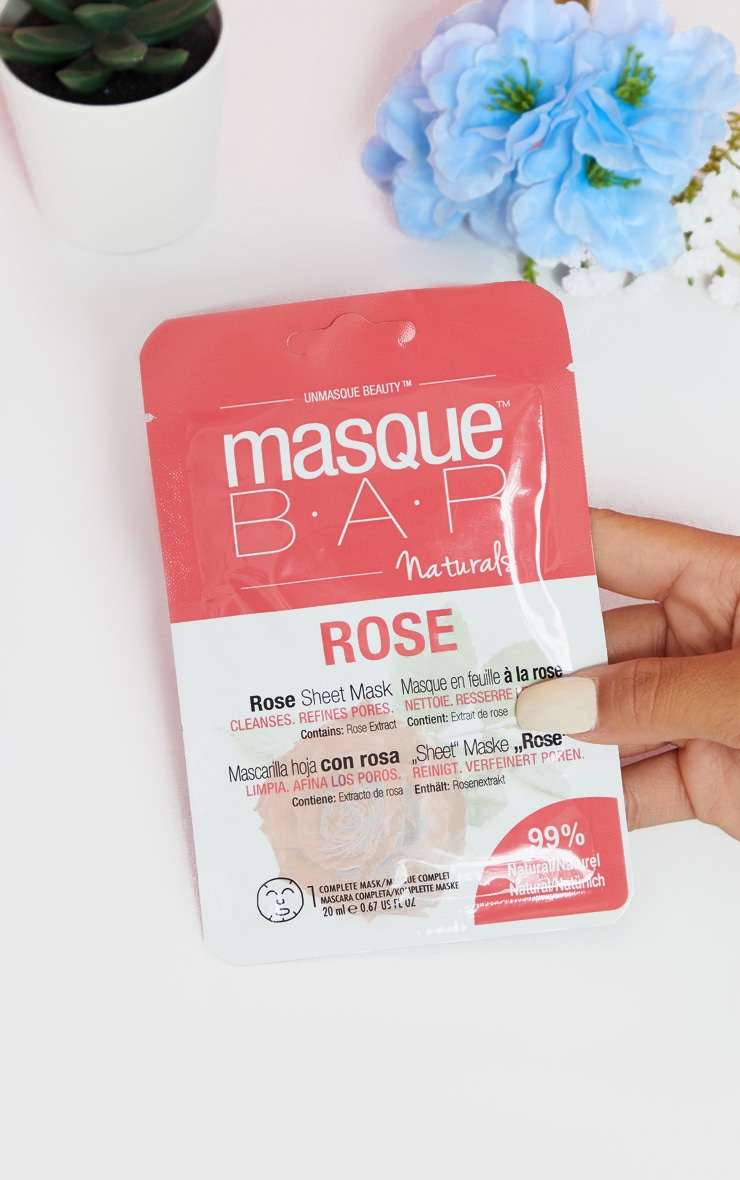 UNMASQUE BEAUTY™
masque™
B·A·R
Naturals
ROSE
Rose Sheet Mask
CLEANSES. REFINES PORES.
Contains: Rose Extract
Masque en feuille à la rose
NETTOIE. RESSERRE
Contient: Extrait de rose
Mascarilla hoja con rosa
LIMPIA. AFINA LOS POROS.
Contiene: Extracto de rosa
„Sheet“ Maske „Rose“
REINIGT. VERFEINERT POREN.
Enthält: Rosenextrakt
1 COMPLETE MASK/MASQUE COMPLET
MASCARA COMPLETA/KOMPLETTE MASKE
20 ml e 0.67 US FL OZ
99%
Natural/Naturel
Natural/Natürlich